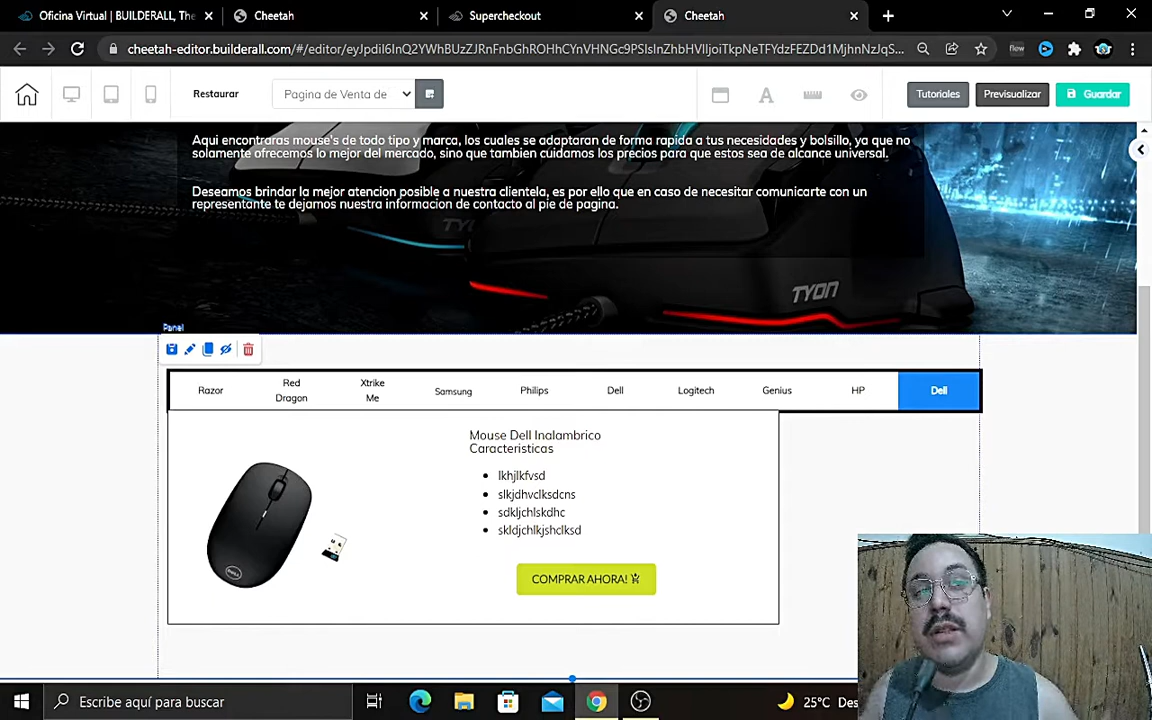 Oficina Virtual | BUILDERALL, The
Cheetah
Supercheckout
Cheetah
cheetah-editor.builderall.com/#/editor/
Restaurar
Pagina de Venta de
Tutoriales
Previsualizar
Guardar
Aqui encontraras mouse's de todo tipo y marca, los cuales se adaptaran de forma rapida a tus necesidades y bolsillo, ya que no
solamente ofrecemos lo mejor del mercado, sino que tambien cuidamos los precios para que estos sea de alcance universal.
Deseamos brindar la mejor atencion posible a nuestra clientela, es por ello que en caso de necesitar comunicarte con un
representante te dejamos nuestra informacion de contacto al pie de pagina.
TYON
Panel
Razor
Red
Dragon
Xtrike
Me
Samsung
Philips
Dell
Logitech
Genius
HP
Dell
Mouse Dell Inalambrico
Caracteristicas
lkhjlkfvsd
slkjdhvclksdcns
sdkljchlskdhc
skldjchlkjshclksd
COMPRAR AHORA!
DELL
Escribe aquí para buscar
25°C Des